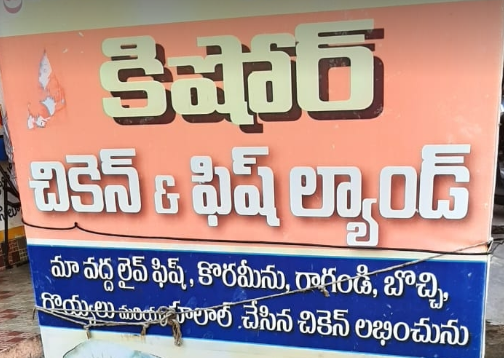 కిషోర్
చికెన్ & ఫిష్ ల్యాండ్
మా వద్ద లైవ్ ఫిష్, కొరమీను, రాగండి, బొచ్చి,
రొయ్యలు మరియు హలాల్ చేసిన చికెన్ లభించును